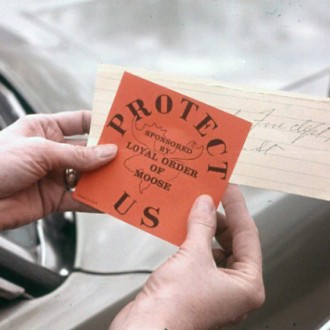 PROTECT
SPONSORED
BY
LOYAL ORDER
OF
MOOSE
US